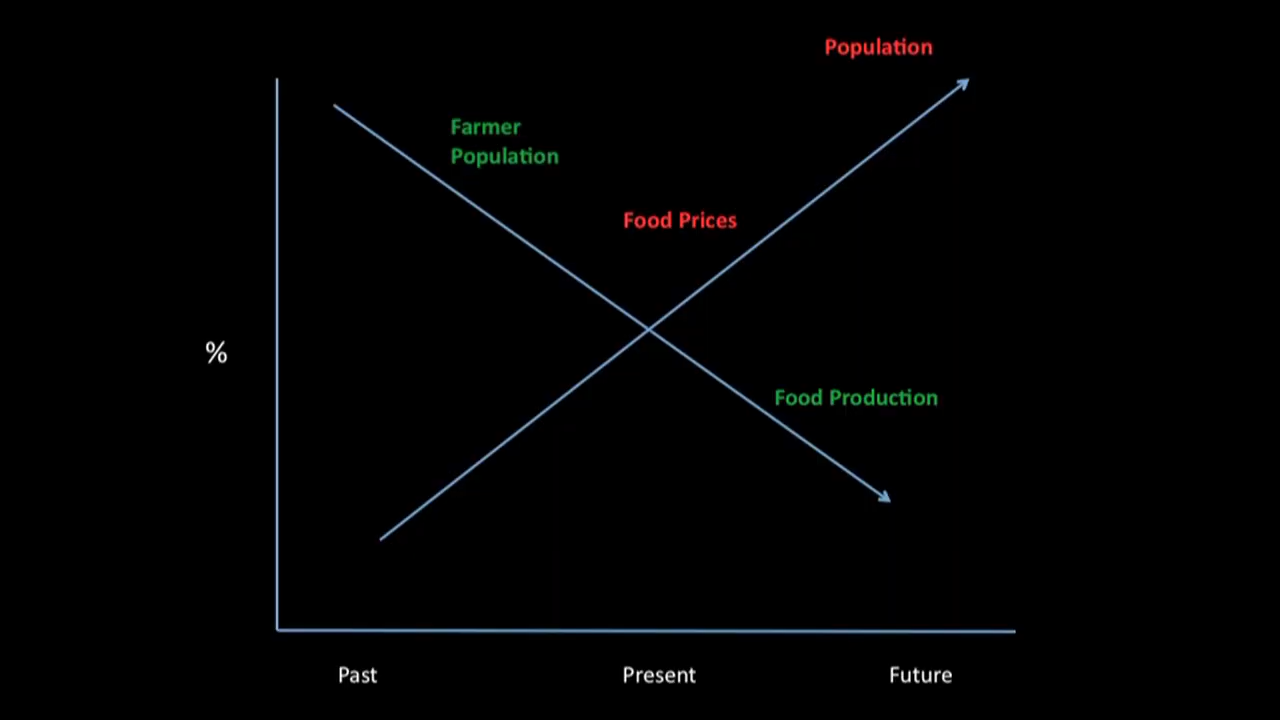 Population
Farmer
Population
Food Prices
%
Food Production
Past
Present
Future